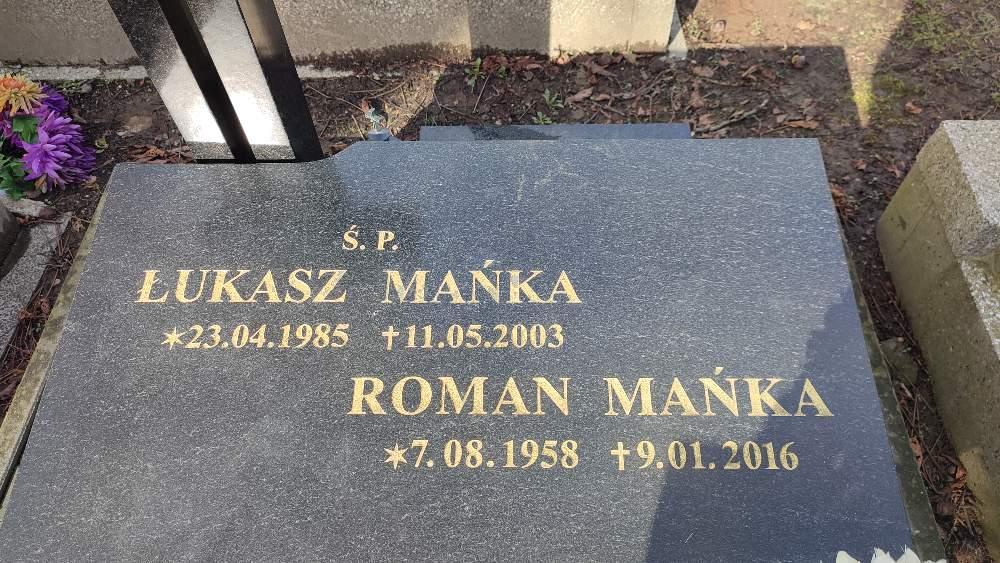 Ś. P.
ŁUKASZ MAŃKA
✶23.04.1985 ✝11.05.2003
ROMAN MAŃKA
✶7.08.1958 ✝9.01.2016